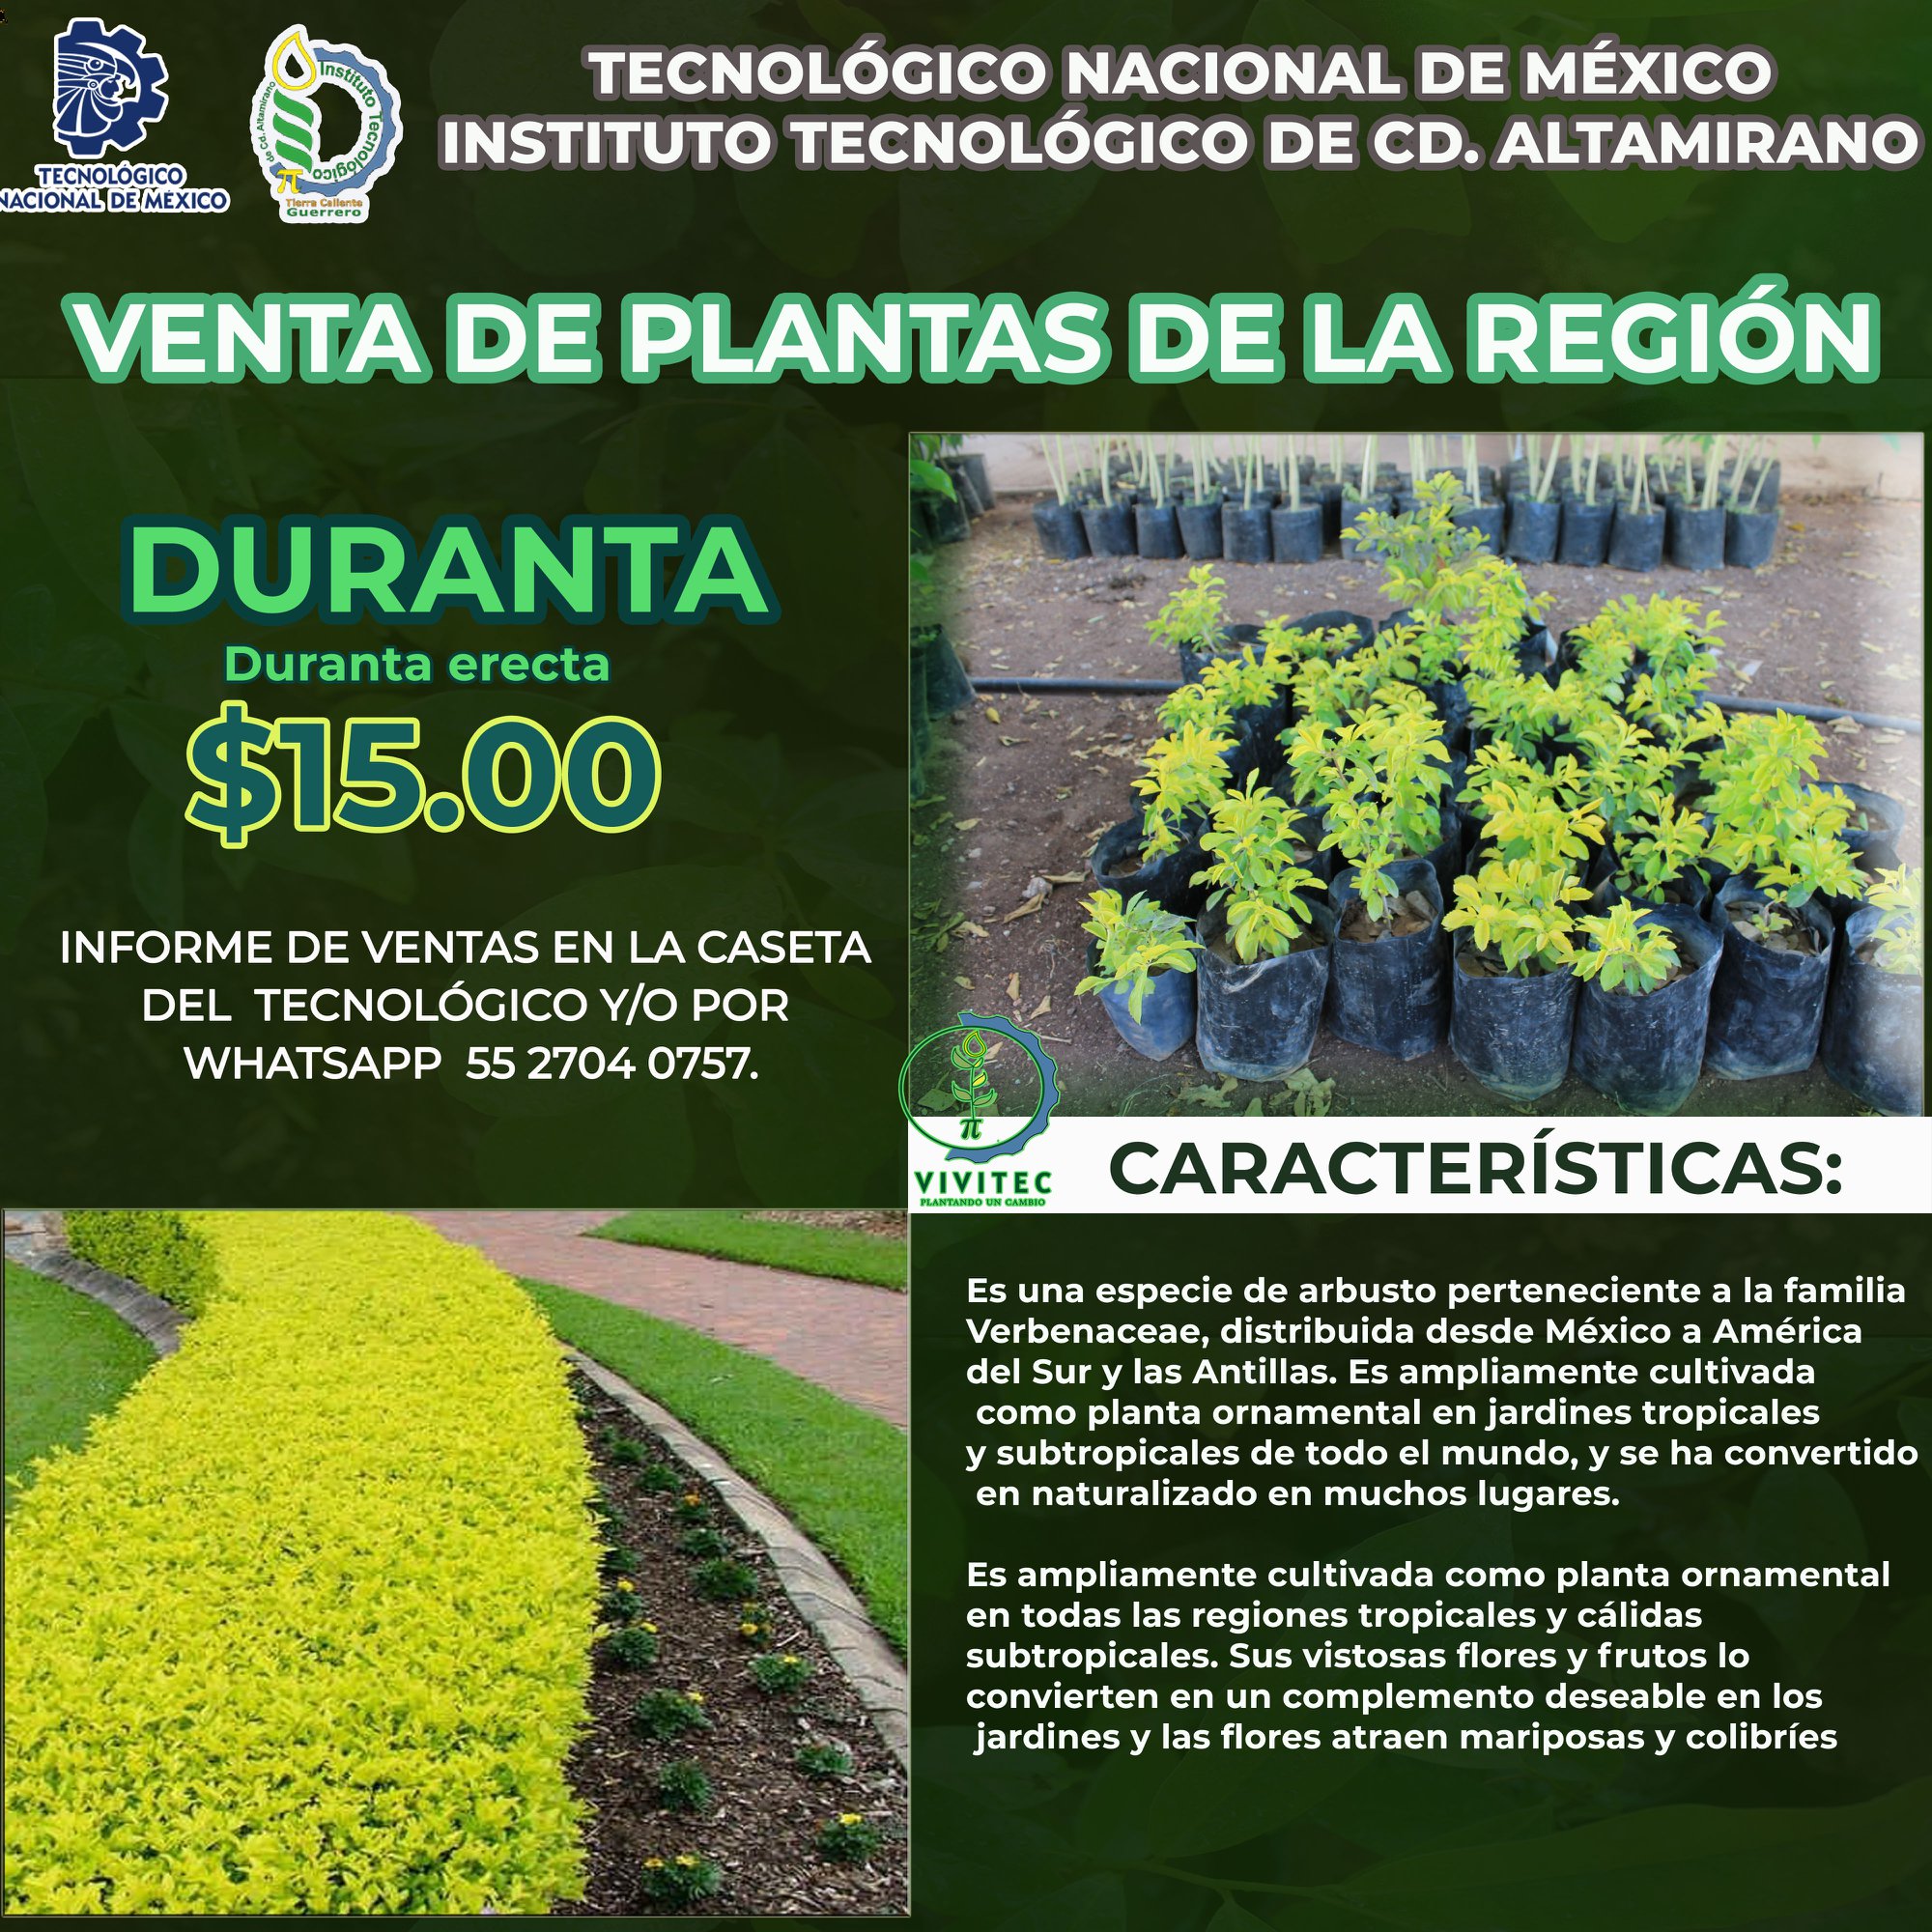 TECNOLÓGICO
NACIONAL DE MÉXICO
Instituto Tecnológico
de Cd. Altamirano
π
Tierra Caliente
Guerrero
TECNOLÓGICO NACIONAL DE MÉXICO
INSTITUTO TECNOLÓGICO DE CD. ALTAMIRANO
VENTA DE PLANTAS DE LA REGIÓN
DURANTA
Duranta erecta
$15.00
INFORME DE VENTAS EN LA CASETA
DEL TECNOLÓGICO Y/O POR
WHATSAPP 55 2704 0757.
π
VIVITEC
PLANTANDO UN CAMBIO
CARACTERÍSTICAS:
Es una especie de arbusto perteneciente a la familia
Verbenaceae, distribuida desde México a América
del Sur y las Antillas. Es ampliamente cultivada
como planta ornamental en jardines tropicales
y subtropicales de todo el mundo, y se ha convertido
en naturalizado en muchos lugares.
Es ampliamente cultivada como planta ornamental
en todas las regiones tropicales y cálidas
subtropicales. Sus vistosas flores y frutos lo
convierten en un complemento deseable en los
jardines y las flores atraen mariposas y colibríes